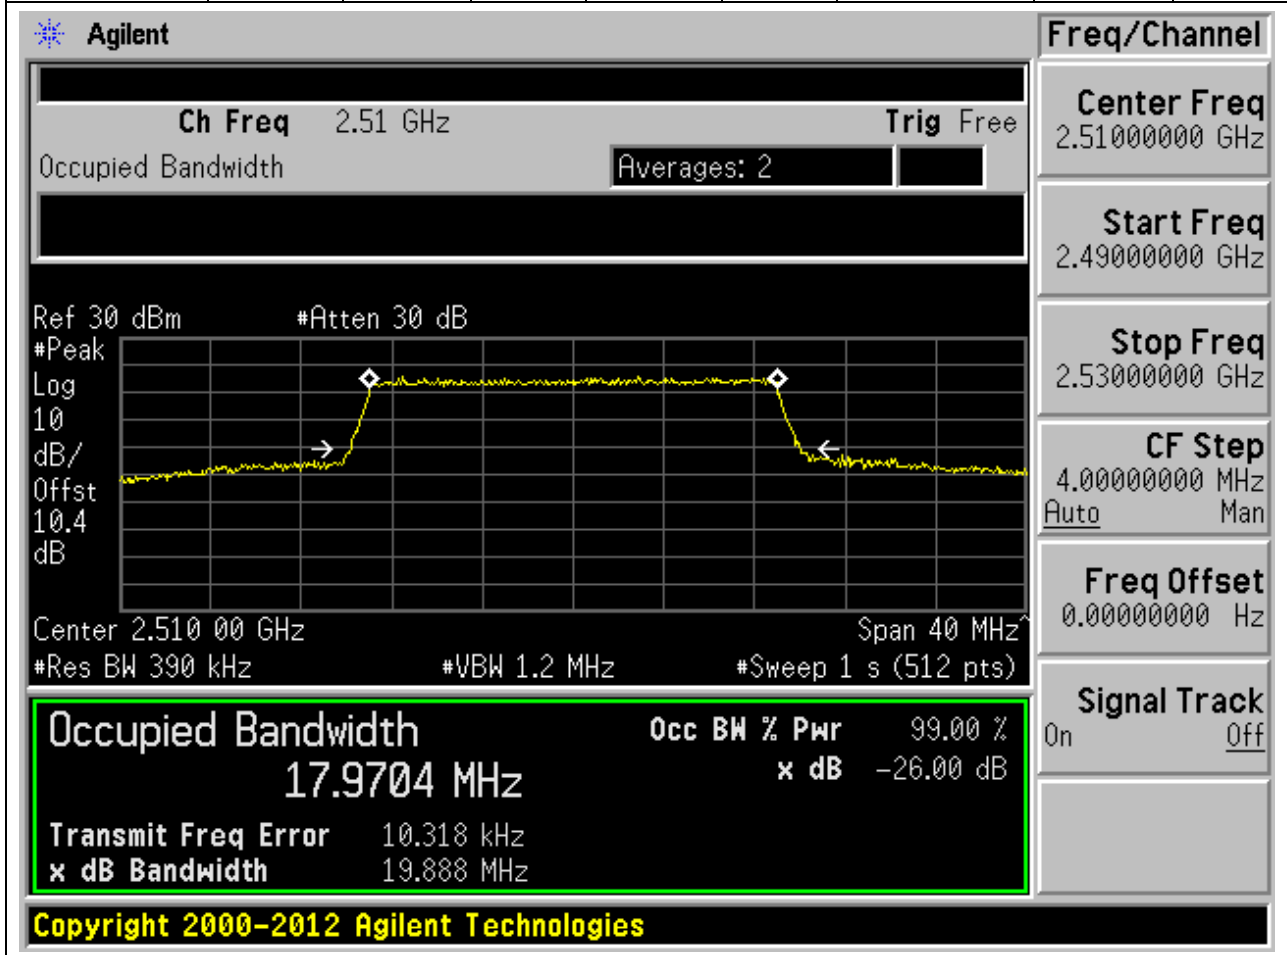 Agilent
Freq/Channel
Ch Freq 2.51 GHz Trig Free
Occupied Bandwidth Averages: 2
Center Freq
2.51000000 GHz
Start Freq
2.49000000 GHz
Stop Freq
2.53000000 GHz
CF Step
4.00000000 MHz
Auto Man
Freq Offset
0.00000000 Hz
Signal Track
On Off
Ref 30 dBm #Atten 30 dB
#Peak
Log
10
dB/
Offst
10.4
dB
Center 2.510 00 GHz Span 40 MHz^
#Res BW 390 kHz #VBW 1.2 MHz #Sweep 1 s (512 pts)
Occupied Bandwidth Occ BW % Pwr 99.00 %
17.9704 MHz x dB -26.00 dB
Transmit Freq Error 10.318 kHz
x dB Bandwidth 19.888 MHz
Copyright 2000-2012 Agilent Technologies